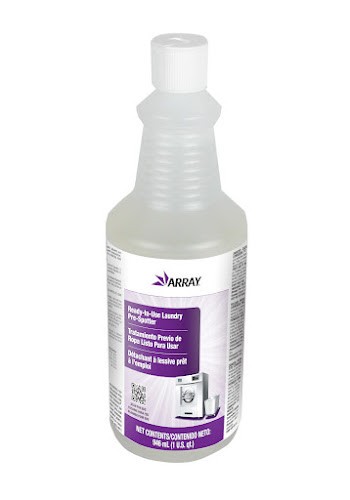 ARRAY
Ready-to-Use Laundry
Pre-Spotter
Tratamiento Previo de
Ropa Listo Para Usar
Détachant à lessive prêt
à l'emploi
NET CONTENTS/CONTENIDO NETO:
946 mL (1 U.S. qt.)